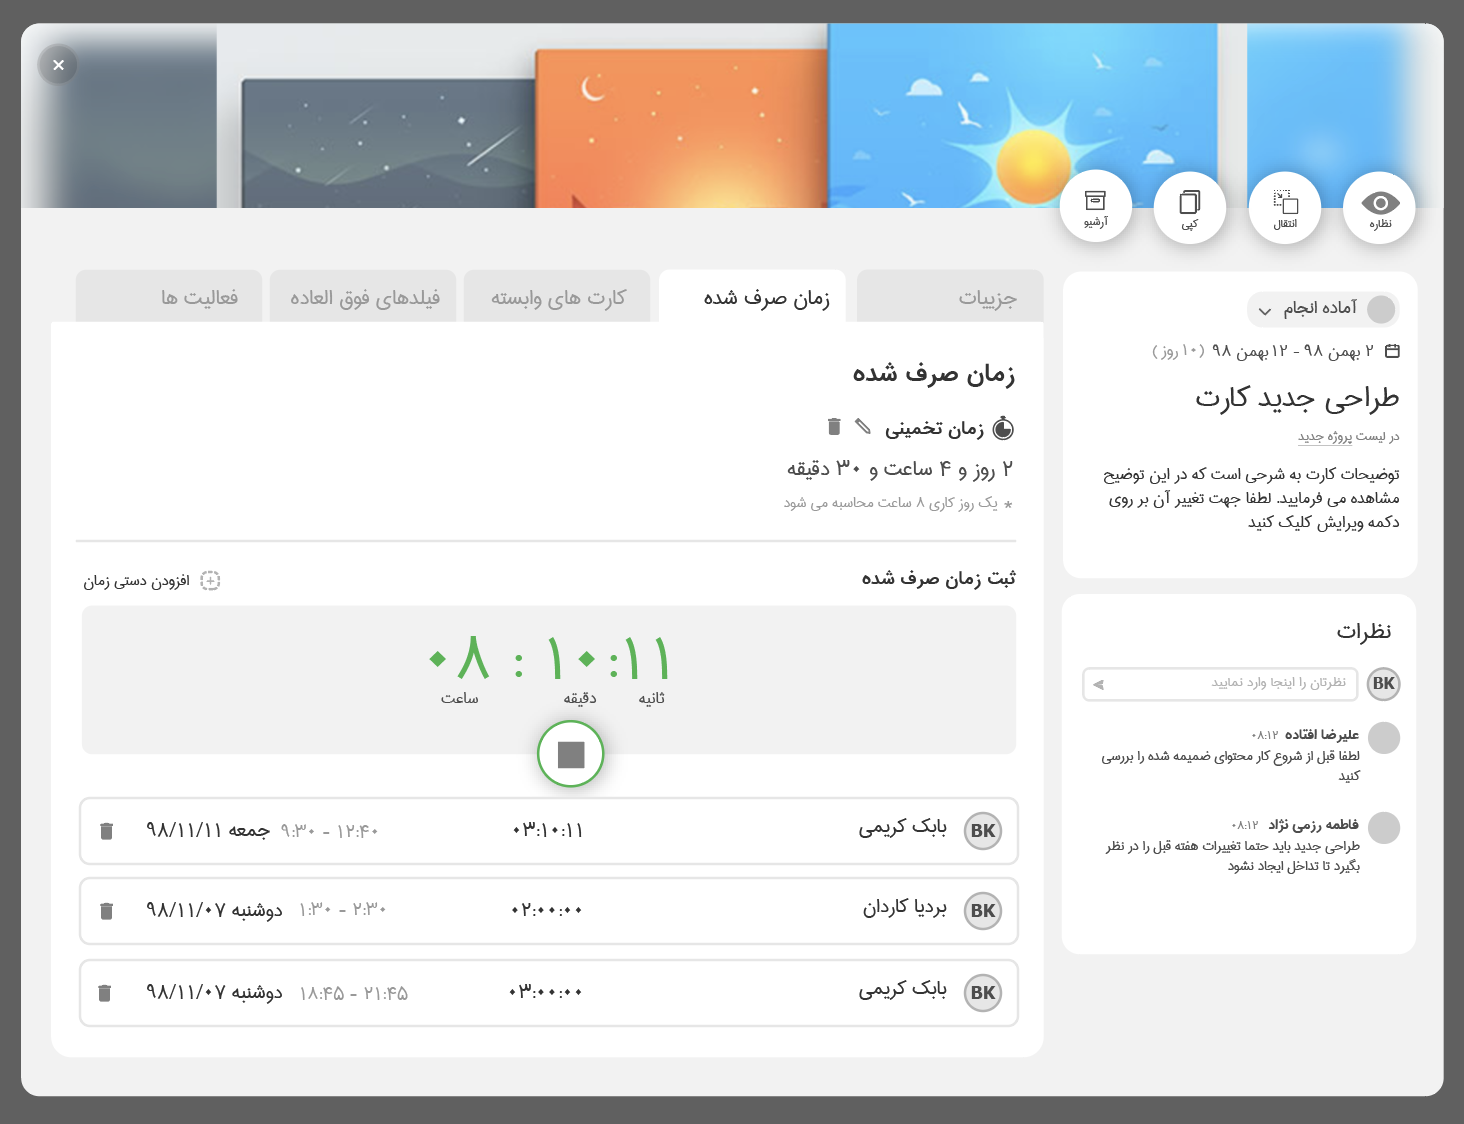 نظاره
انتقال
کپی
آرشیو
آماده انجام
۲ بهمن ۹۸ - ۱۲ بهمن ۹۸ (۱۰ روز)
طراحی جدید کارت
در لیست پروژه جدید
توضیحات کارت به شرحی است که در این توضیح
مشاهده می فرمایید. لطفا جهت تغییر آن بر روی
دکمه ویرایش کلیک کنید
نظرات
BK
نظرتان را اینجا وارد نمایید
علیرضا افتاده ۰۸:۱۲
لطفا قبل از شروع کار محتوای ضمیمه شده را بررسی
کنید
فاطمه رزمی نژاد ۰۸:۱۲
طراحی جدید باید حتما تغییرات هفته قبل را در نظر
بگیرد تا تداخل ایجاد نشود
جزییات
زمان صرف شده
کارت های وابسته
فیلدهای فوق العاده
فعالیت ها
زمان صرف شده
زمان تخمینی
۲ روز و ۴ ساعت و ۳۰ دقیقه
* یک روز کاری ۸ ساعت محاسبه می شود
ثبت زمان صرف شده
افزودن دستی زمان
۰۸ : ۱۰:۱۱
ثانیه
دقیقه
ساعت
BK بابک کریمی ۰۳:۱۰:۱۱ ۹:۳۰ - ۱۲:۴۰ جمعه ۹۸/۱۱/۱۱
BK بردیا کاردان ۰۲:۰۰:۰۰ ۱:۳۰ - ۲:۳۰ دوشنبه ۹۸/۱۱/۰۷
BK بابک کریمی ۰۳:۰۰:۰۰ ۱۸:۴۵ - ۲۱:۴۵ دوشنبه ۹۸/۱۱/۰۷